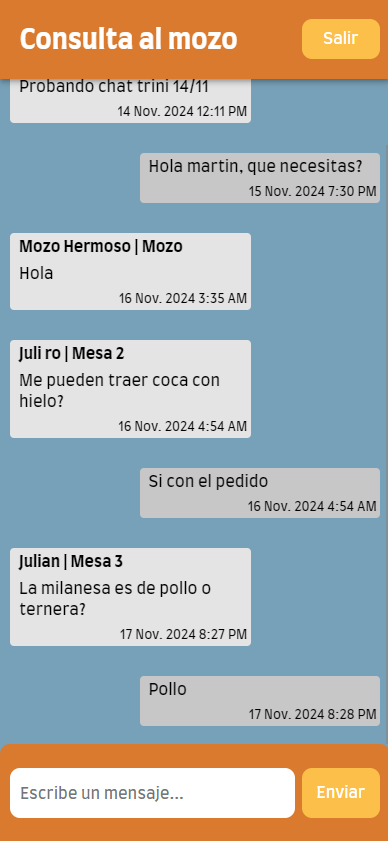 Consulta al mozo
Salir
Probando chat trini 14/11
14 Nov. 2024 12:11 PM
Hola martin, que necesitas?
15 Nov. 2024 7:30 PM
Mozo Hermoso | Mozo
Hola
16 Nov. 2024 3:35 AM
Juli ro | Mesa 2
Me pueden traer coca con
hielo?
16 Nov. 2024 4:54 AM
Si con el pedido
16 Nov. 2024 4:54 AM
Julian | Mesa 3
La milanesa es de pollo o
ternera?
17 Nov. 2024 8:27 PM
Pollo
17 Nov. 2024 8:28 PM
Escribe un mensaje...
Enviar